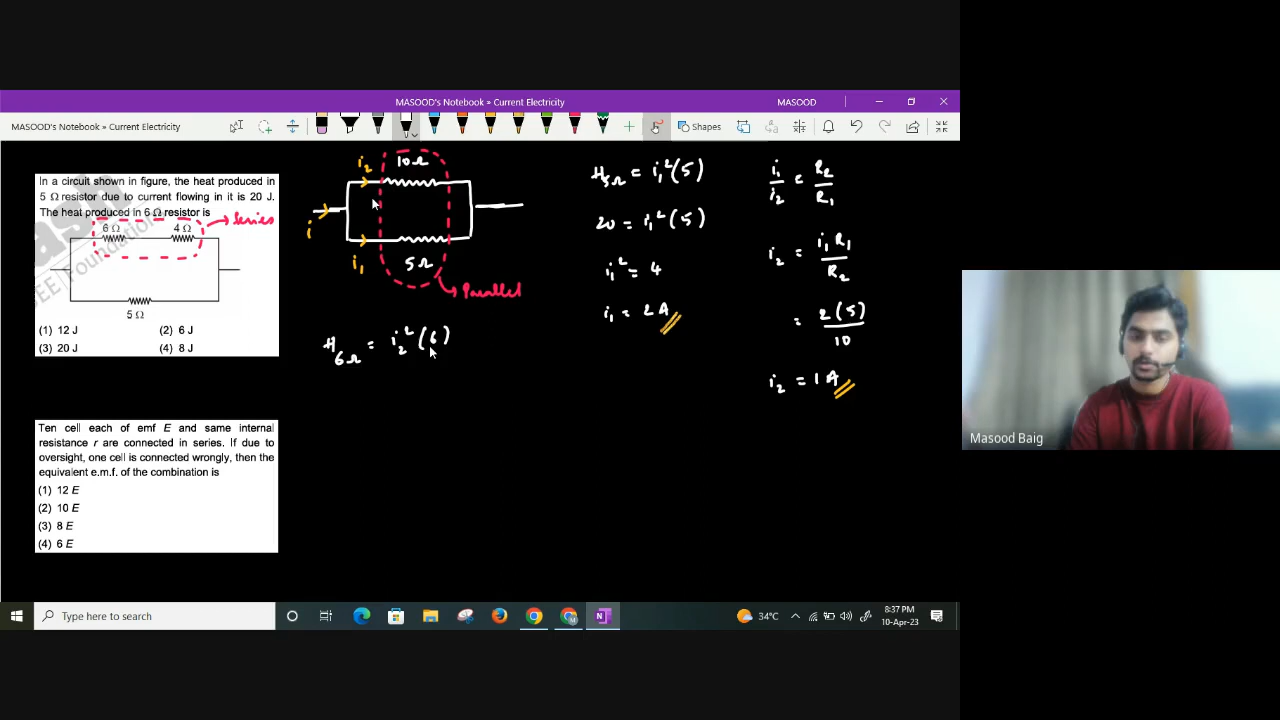 MASOOD's Notebook » Current Electricity
MASOOD
MASOOD's Notebook » Current Electricity
Shapes
In a circuit shown in figure, the heat produced in
5 Ω resistor due to current flowing in it is 20 J.
The heat produced in 6 Ω resistor is
Series
6 Ω
4 Ω
5 Ω
(1) 12 J
(2) 6 J
(3) 20 J
(4) 8 J
i₂
10Ω
i
i₁
5Ω
Parallel
H6Ω = i₂²(6)
H5Ω = i₁²(5)
20 = i₁²(5)
i₁² = 4
i₁ = 2A
i₁/i₂ = R₂/R₁
i₂ = i₁R₁/R₂
= 2(5)/10
i₂ = 1A
Masood Baig
Ten cell each of emf E and same internal
resistance r are connected in series. If due to
oversight, one cell is connected wrongly, then the
equivalent e.m.f. of the combination is
(1) 12 E
(2) 10 E
(3) 8 E
(4) 6 E
Type here to search
34°C
8:37 PM
10-Apr-23